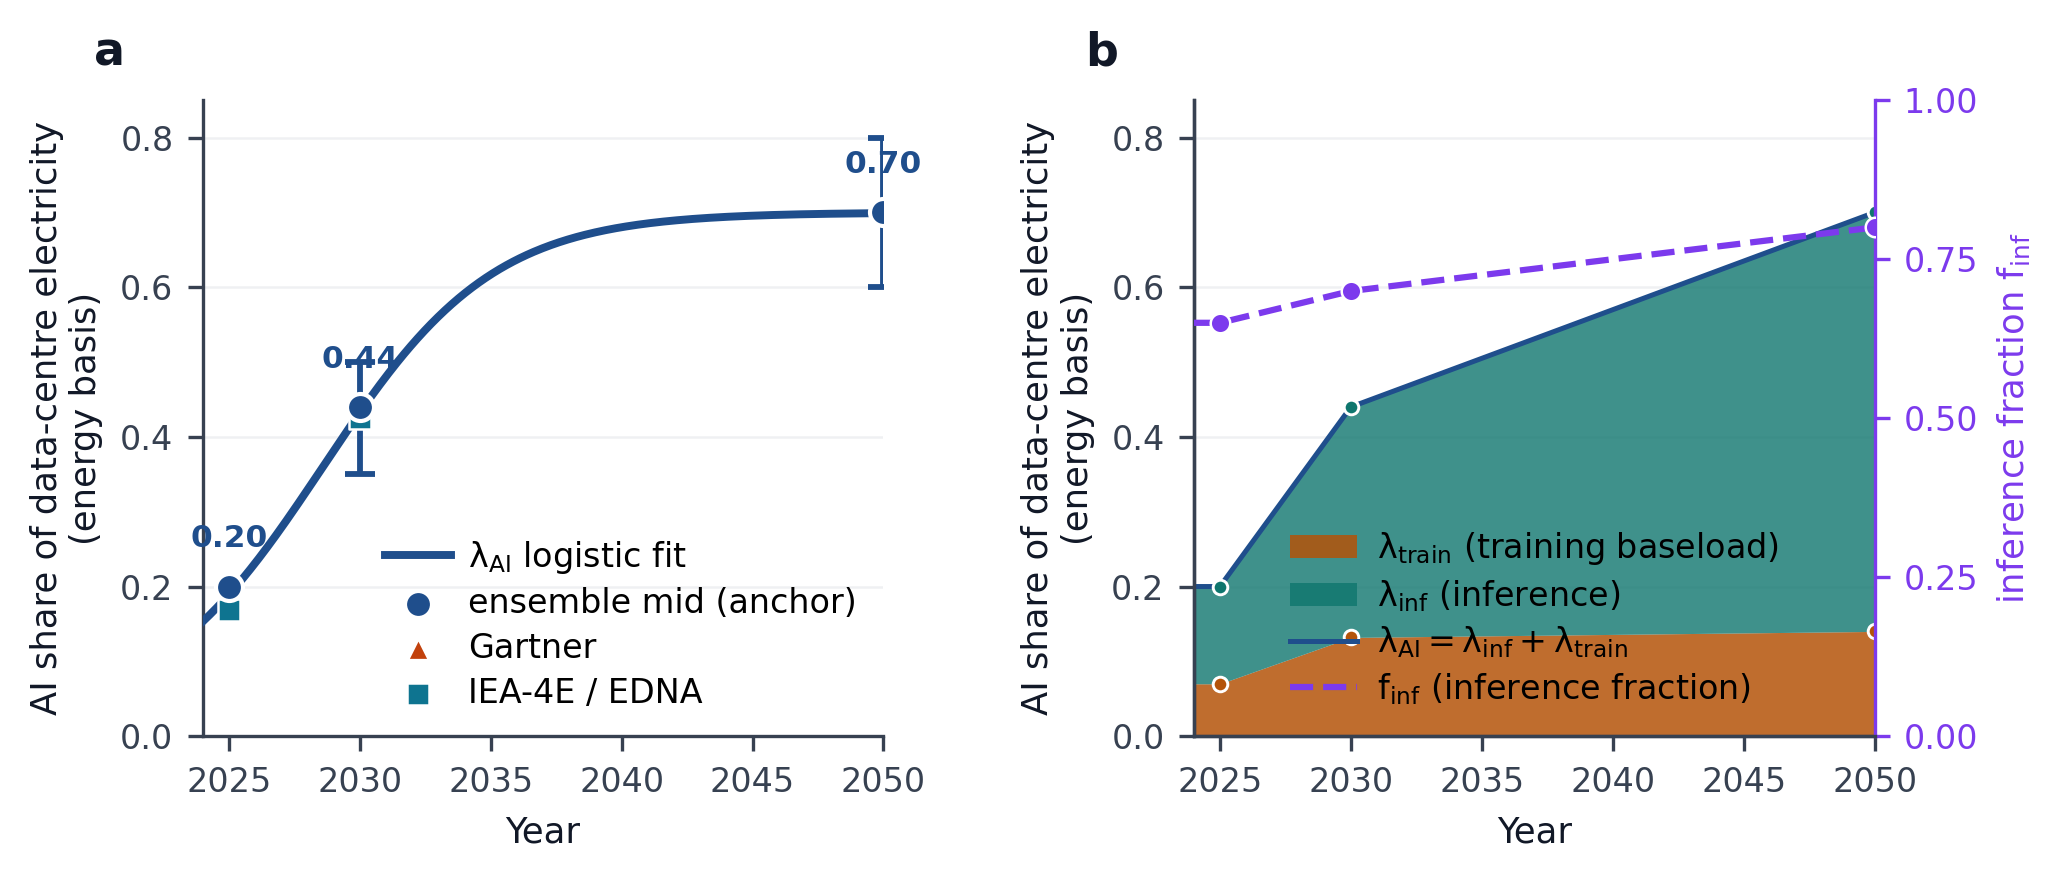 a
AI share of data-centre electricity
(energy basis)
0.8
0.6
0.4
0.2
0.0
0.70
0.44
0.20
λAI logistic fit
ensemble mid (anchor)
Gartner
IEA-4E / EDNA
2025 2030 2035 2040 2045 2050
Year
b
AI share of data-centre electricity
(energy basis)
0.8
0.6
0.4
0.2
0.0
λtrain (training baseload)
λinf (inference)
λAI = λinf + λtrain
finf (inference fraction)
1.00
0.75
0.50
0.25
0.00
inference fraction finf
2025 2030 2035 2040 2045 2050
Year